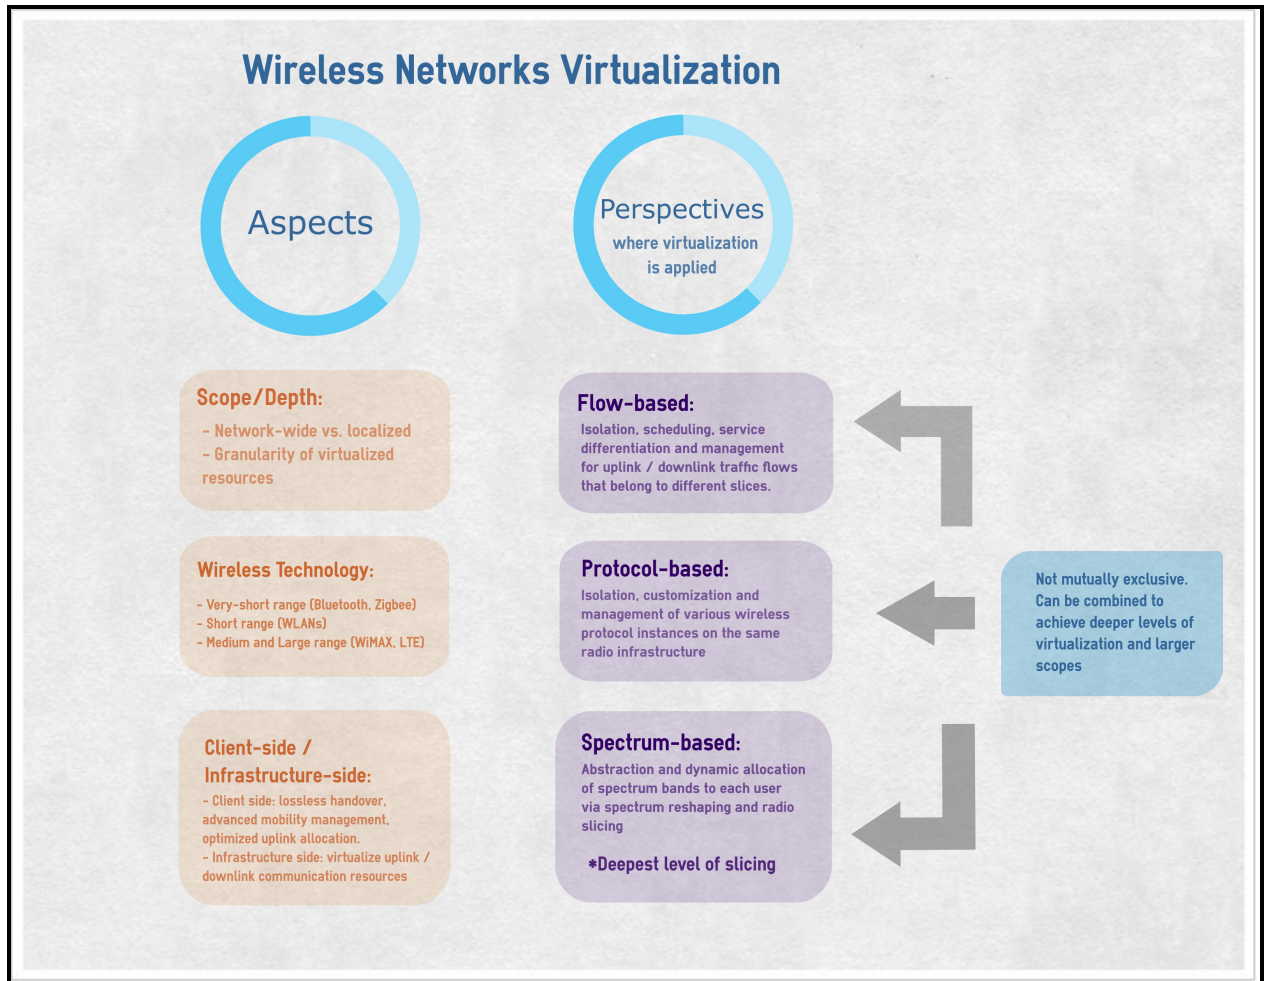 Wireless Networks Virtualization
Aspects
Perspectives
where virtualization
is applied
Scope/Depth:
- Network-wide vs. localized
- Granularity of virtualized
resources
Wireless Technology:
- Very-short range (Bluetooth, Zigbee)
- Short range (WLANs)
- Medium and Large range (WiMAX, LTE)
Client-side /
Infrastructure-side:
- Client side: lossless handover,
advanced mobility management,
optimized uplink allocation.
- Infrastructure side: virtualize uplink /
downlink communication resources
Flow-based:
Isolation, scheduling, service
differentiation and management
for uplink / downlink traffic flows
that belong to different slices.
Protocol-based:
Isolation, customization and
management of various wireless
protocol instances on the same
radio infrastructure
Spectrum-based:
Abstraction and dynamic allocation
of spectrum bands to each user
via spectrum reshaping and radio
slicing
*Deepest level of slicing
Not mutually exclusive.
Can be combined to
achieve deeper levels of
virtualization and larger
scopes